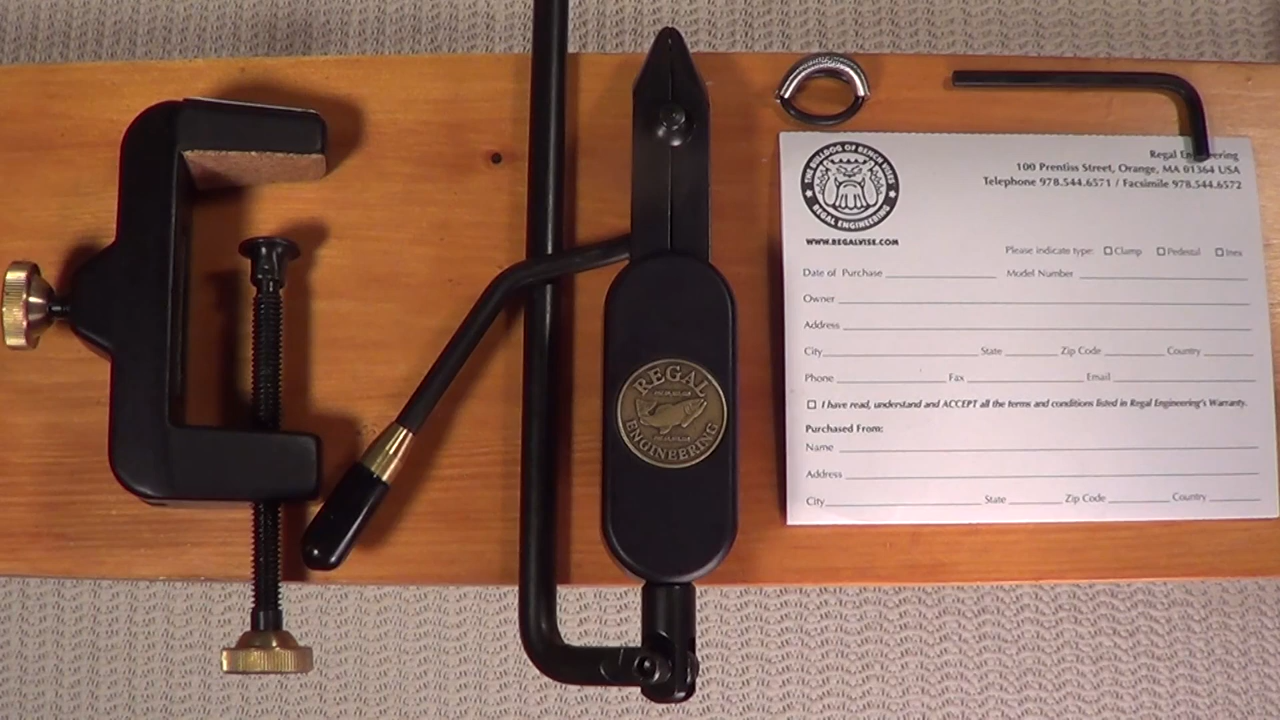 REGAL
ENGINEERING
THE BULLDOG OF BENCH VISES
REGAL ENGINEERING
WWW.REGALVISE.COM
Regal Engineering
100 Prentiss Street, Orange, MA 01364 USA
Telephone 978.544.6571 / Facsimile 978.544.6572
Please indicate type: Clamp Pedestal Inex
Date of Purchase Model Number
Owner
Address
City State Zip Code Country
Phone Fax Email
I have read, understand and ACCEPT all the terms and conditions listed in Regal Engineering's Warranty.
Purchased From:
Name
Address
City State Zip Code Country